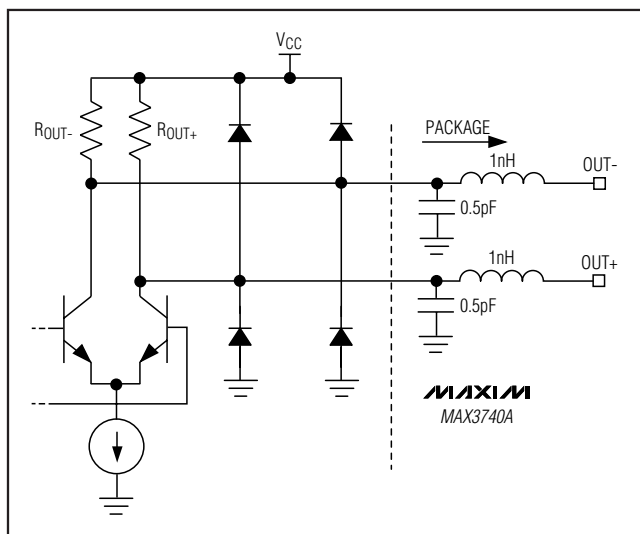 VCC
ROUT-
ROUT+
PACKAGE
1nH
OUT-
0.5pF
1nH
OUT+
0.5pF
MAXIM
MAX3740A